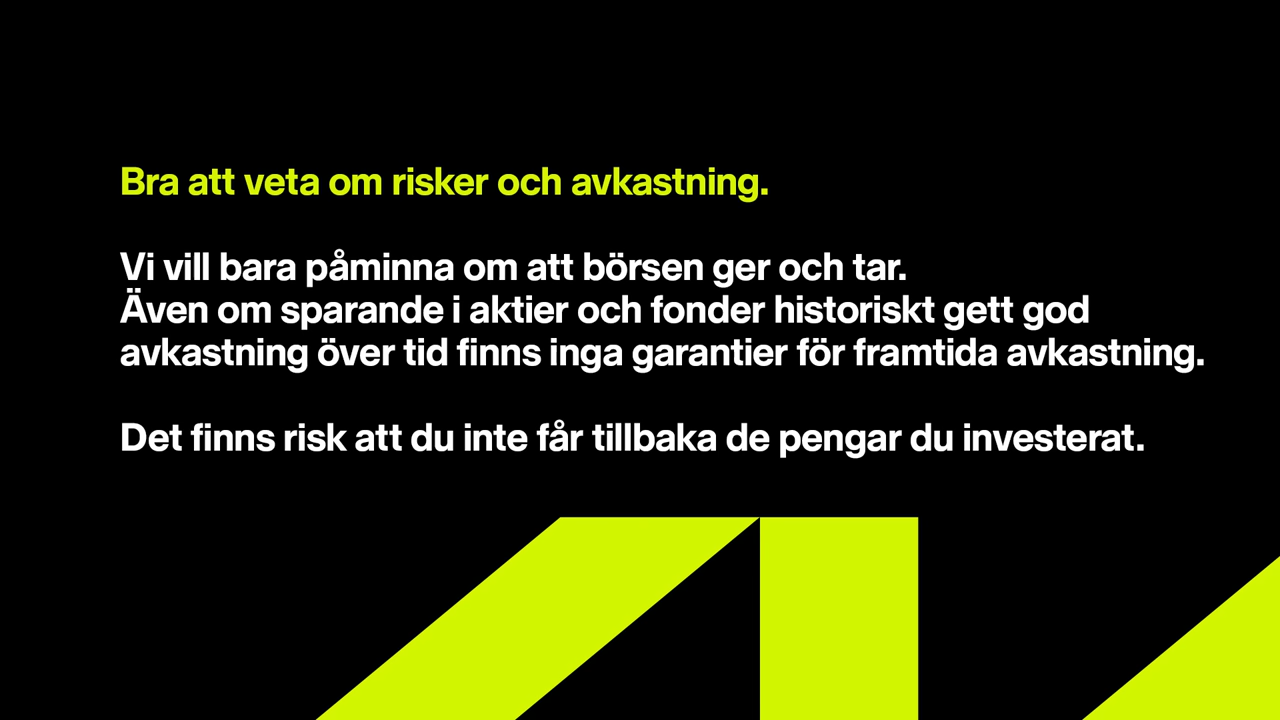 Bra att veta om risker och avkastning.
Vi vill bara påminna om att börsen ger och tar.
Även om sparande i aktier och fonder historiskt gett god
avkastning över tid finns inga garantier för framtida avkastning.
Det finns risk att du inte får tillbaka de pengar du investerat.